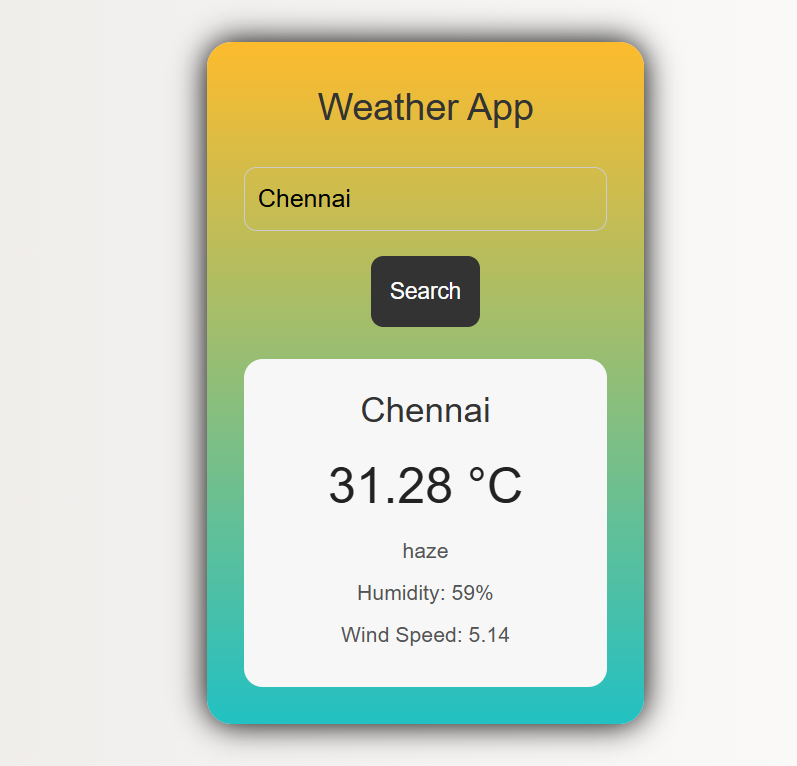 Weather App
Chennai
Search
Chennai
31.28 °C
haze
Humidity: 59%
Wind Speed: 5.14